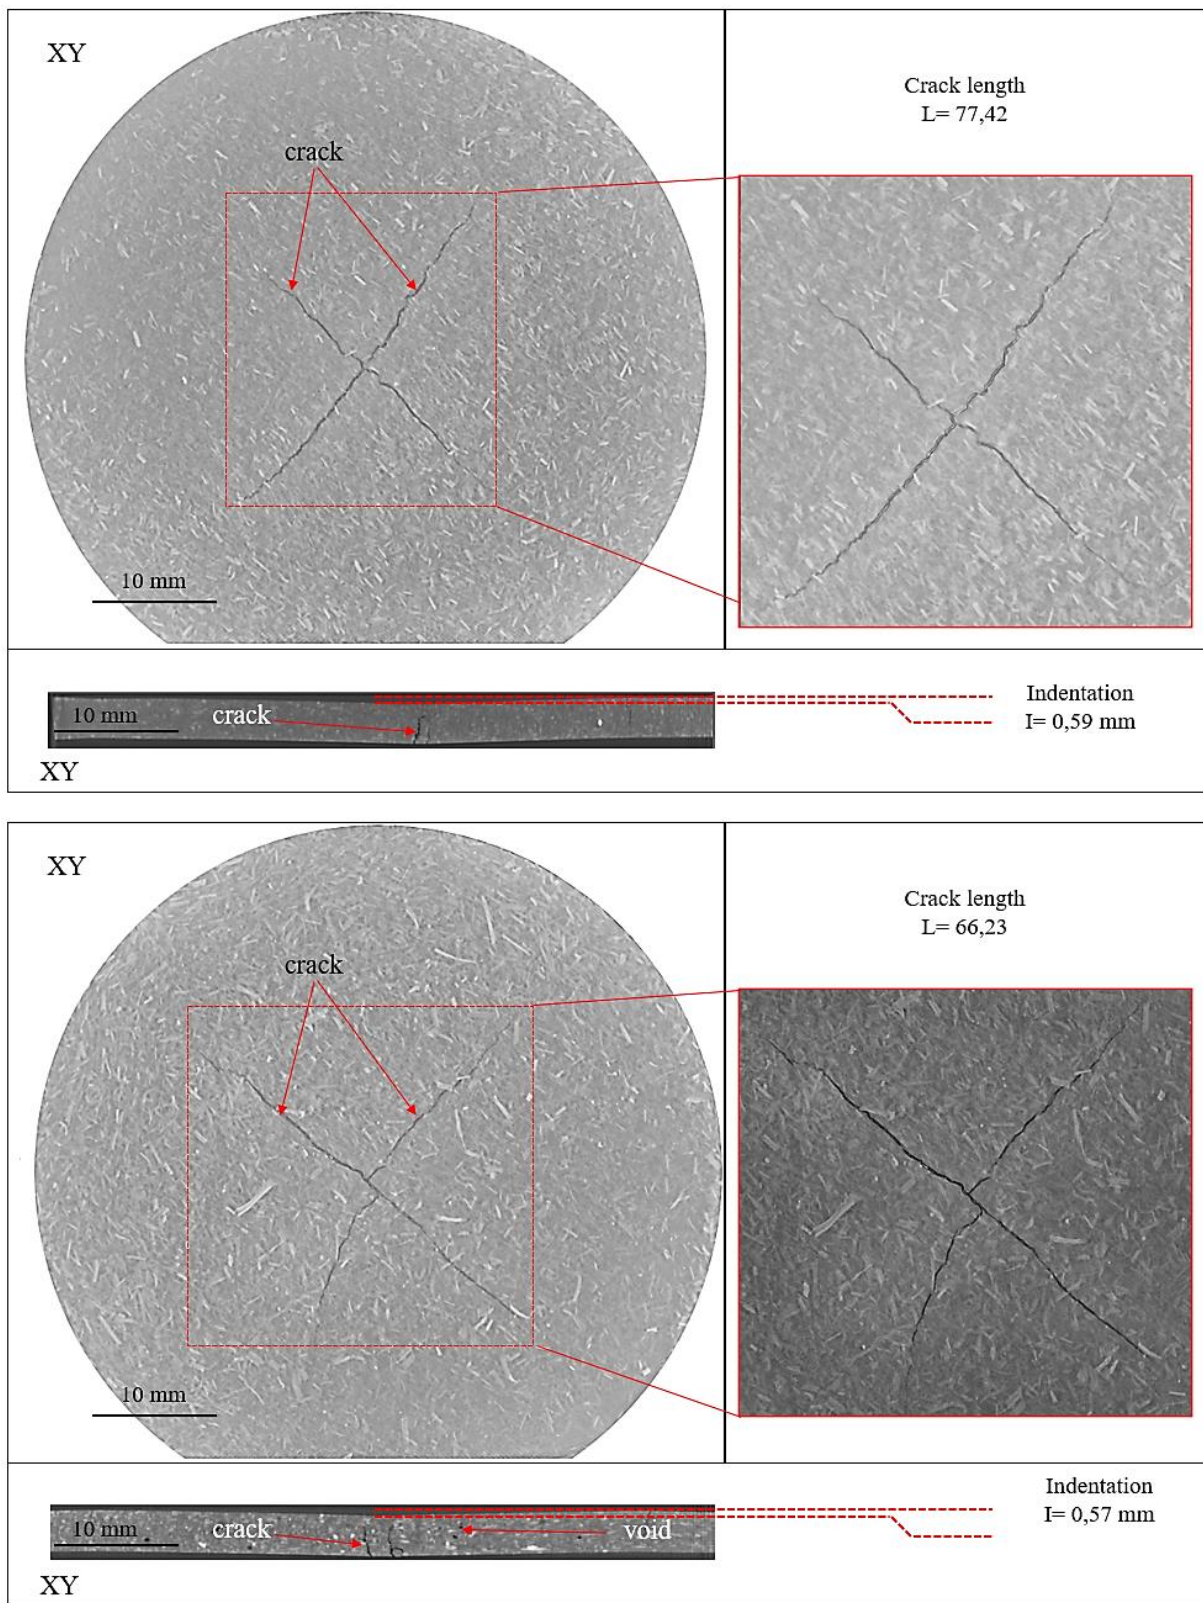 XY
Crack length
L= 77,42
crack
10 mm
10 mm
crack
Indentation
I= 0,59 mm
XY
XY
Crack length
L= 66,23
crack
10 mm
Indentation
I= 0,57 mm
10 mm
crack
void
XY